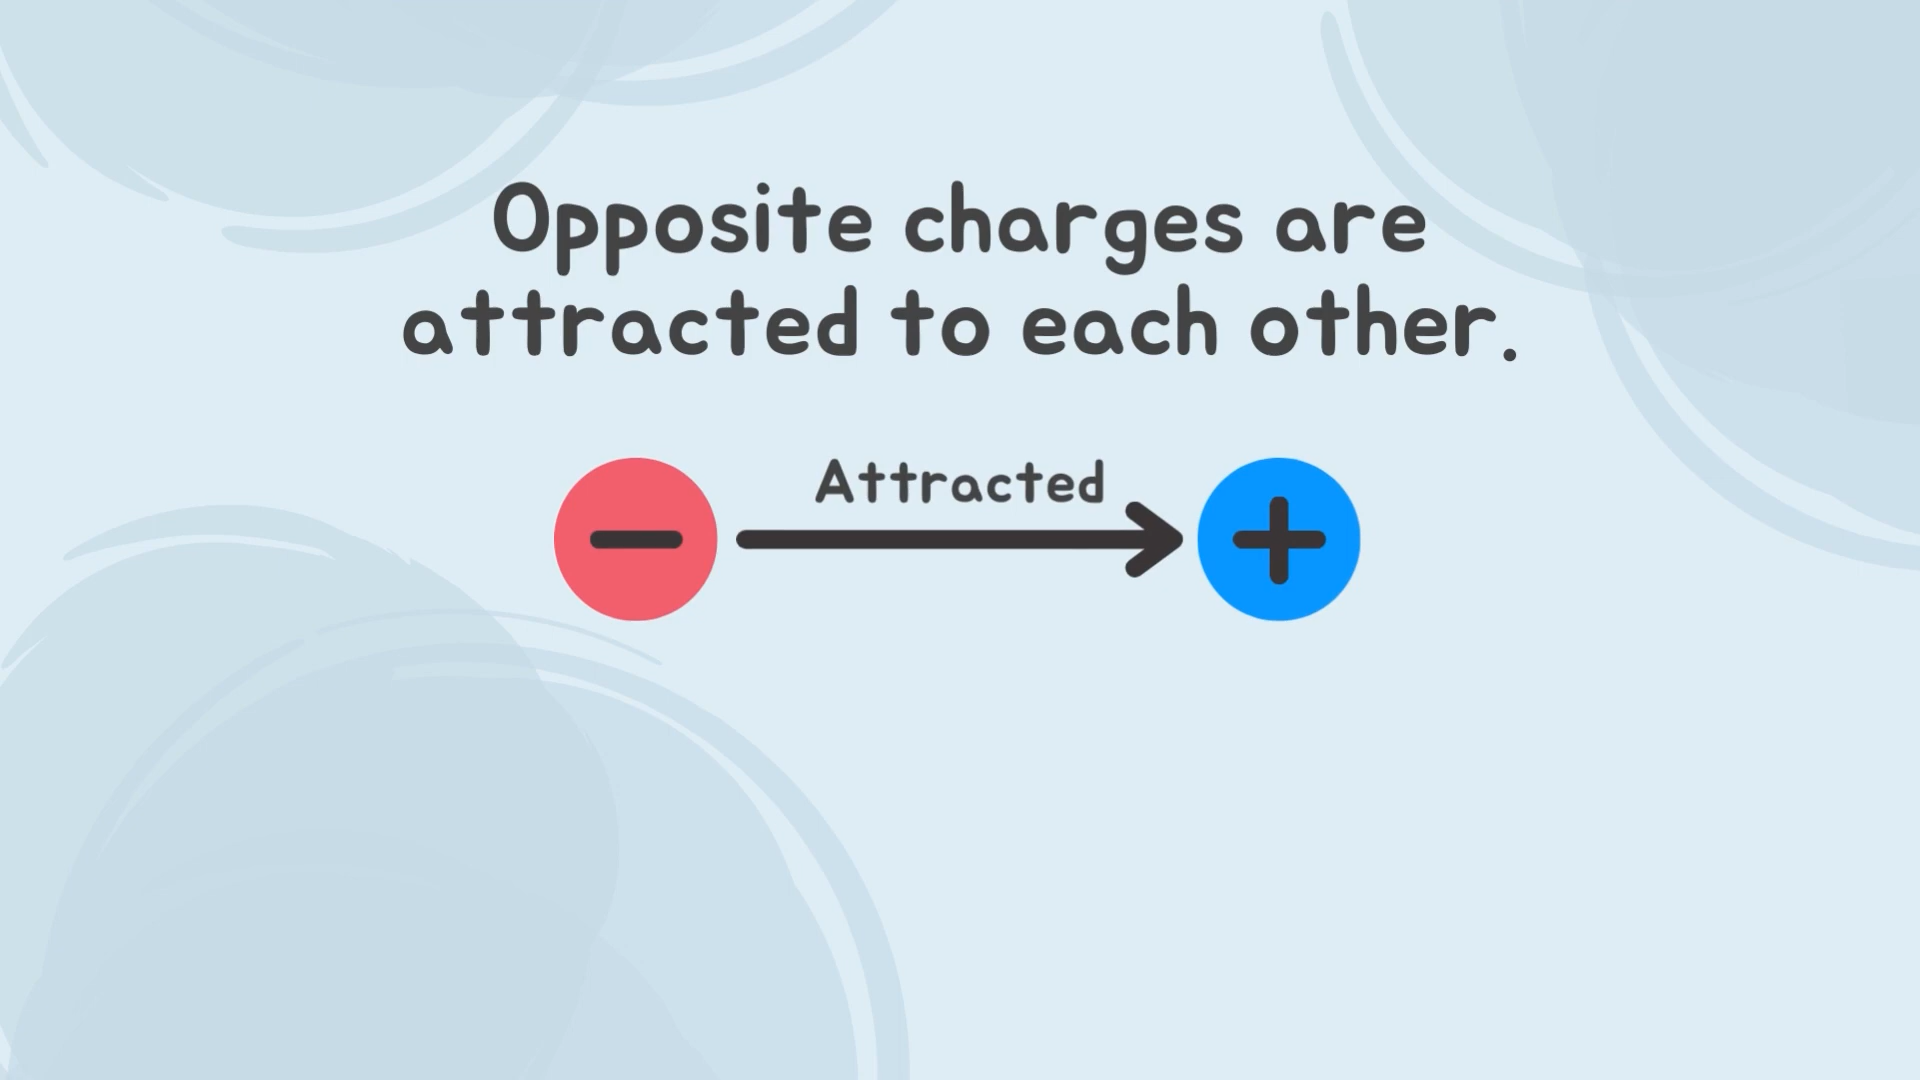 Opposite charges are
attracted to each other.
Attracted
− +